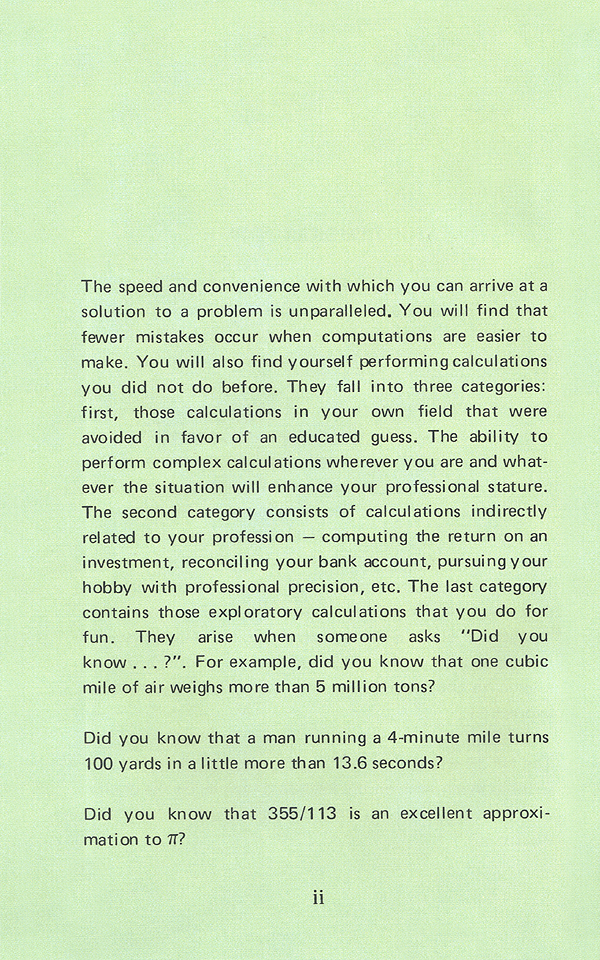 The speed and convenience with which you can arrive at a
solution to a problem is unparalleled. You will find that
fewer mistakes occur when computations are easier to
make. You will also find yourself performing calculations
you did not do before. They fall into three categories:
first, those calculations in your own field that were
avoided in favor of an educated guess. The ability to
perform complex calculations wherever you are and what-
ever the situation will enhance your professional stature.
The second category consists of calculations indirectly
related to your profession — computing the return on an
investment, reconciling your bank account, pursuing your
hobby with professional precision, etc. The last category
contains those exploratory calculations that you do for
fun. They arise when someone asks "Did you
know . . . ?". For example, did you know that one cubic
mile of air weighs more than 5 million tons?
Did you know that a man running a 4-minute mile turns
100 yards in a little more than 13.6 seconds?
Did you know that 355/113 is an excellent approxi-
mation to π?
ii